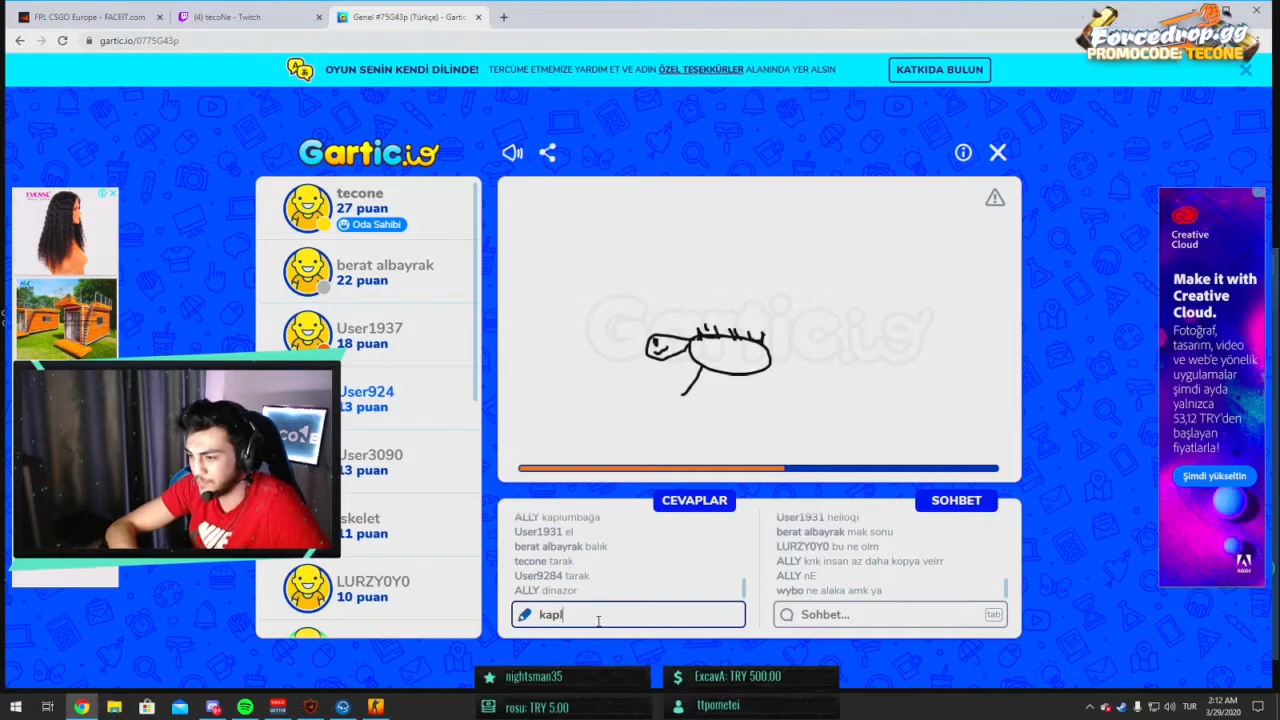 FPL CSGO Europe - FACEIT.com
(4) tecoNe - Twitch
Genel #75G43p (Türkçe) - Gartic
gartic.io/0775G43p
Forcedrop.gg
PROMOCODE: TECONE
OYUN SENİN KENDİ DİLİNDE! TERCÜME ETMEMİZE YARDIM ET VE ADIN ÖZEL TEŞEKKÜRLER ALANINDA YER ALSIN
KATKIDA BULUN
Gartic.io
tecone
27 puan
Oda Sahibi
berat albayrak
22 puan
User1937
18 puan
User924
13 puan
User3090
13 puan
skelet
11 puan
LURZY0Y0
10 puan
Gartic.io
CEVAPLAR
ALLY kaplumbağa
User1931 el
berat albayrak balık
tecone tarak
User9284 tarak
ALLY dinazor
kapl
SOHBET
User1931 helloqı
berat albayrak mak sonu
LURZY0Y0 bu ne olm
ALLY knk insan az daha kopya veirr
ALLY nE
wybo ne alaka amk ya
Sohbet...
tab
Creative
Cloud
Make it with
Creative
Cloud.
Fotoğraf,
tasarım, video
ve web'e yönelik
uygulamalar
şimdi ayda
yalnızca
53,12 TRY'den
başlayan
fiyatlarla!
Şimdi yükseltin
Adobe
nightsman35
ExcavA: TRY 500.00
rosu: TRY 5.00
ttpometei
TUR
2:12 AM
3/29/2020